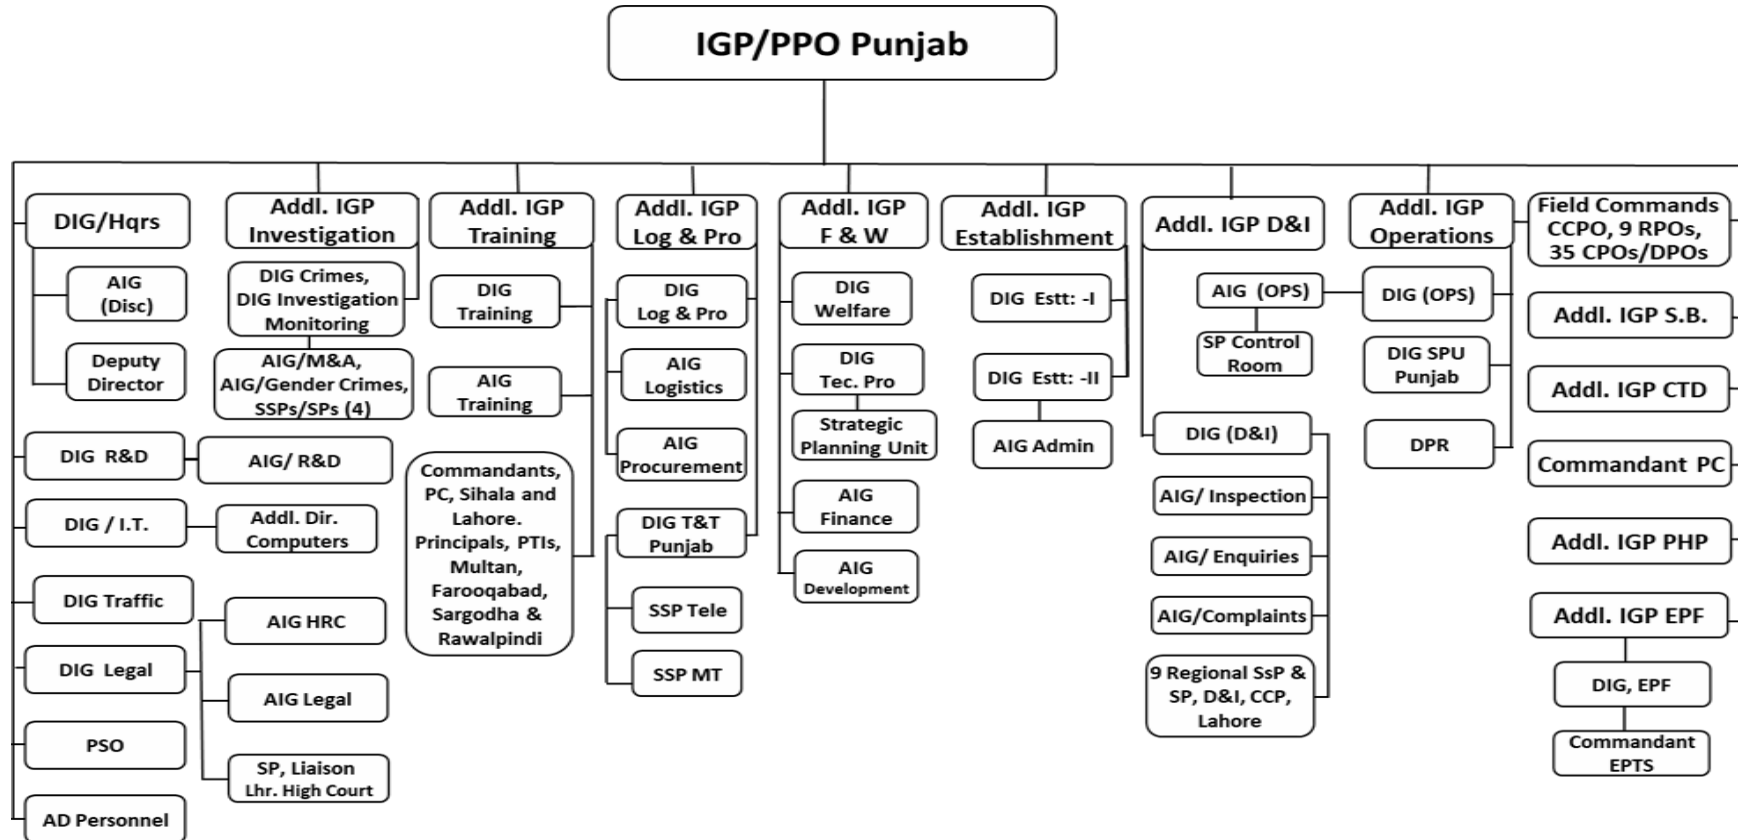 IGP/PPO Punjab
DIG/Hqrs
AIG
(Disc)
Deputy
Director
DIG R&D
AIG/ R&D
DIG / I.T.
Addl. Dir.
Computers
DIG Traffic
DIG Legal
AIG HRC
AIG Legal
SP, Liaison
Lhr. High Court
PSO
AD Personnel
Addl. IGP
Investigation
DIG Crimes,
DIG Investigation
Monitoring
AIG/M&A,
AIG/Gender Crimes,
SSPs/SPs (4)
Addl. IGP
Training
DIG
Training
AIG
Training
Commandants,
PC, Sihala and
Lahore.
Principals, PTIs,
Multan,
Farooqabad,
Sargodha &
Rawalpindi
Addl. IGP
Log & Pro
DIG
Log & Pro
AIG
Logistics
AIG
Procurement
DIG T&T
Punjab
SSP Tele
SSP MT
Addl. IGP
F & W
DIG
Welfare
DIG
Tec. Pro
Strategic
Planning Unit
AIG
Finance
AIG
Development
Addl. IGP
Establishment
DIG Estt: -I
DIG Estt: -II
AIG Admin
Addl. IGP D&I
DIG (D&I)
AIG/ Inspection
AIG/ Enquiries
AIG/Complaints
9 Regional SsP &
SP, D&I, CCP,
Lahore
Addl. IGP
Operations
DIG (OPS)
AIG (OPS)
SP Control
Room
DIG SPU
Punjab
DPR
Field Commands
CCPO, 9 RPOs,
35 CPOs/DPOs
Addl. IGP S.B.
Addl. IGP CTD
Commandant PC
Addl. IGP PHP
Addl. IGP EPF
DIG, EPF
Commandant
EPTS